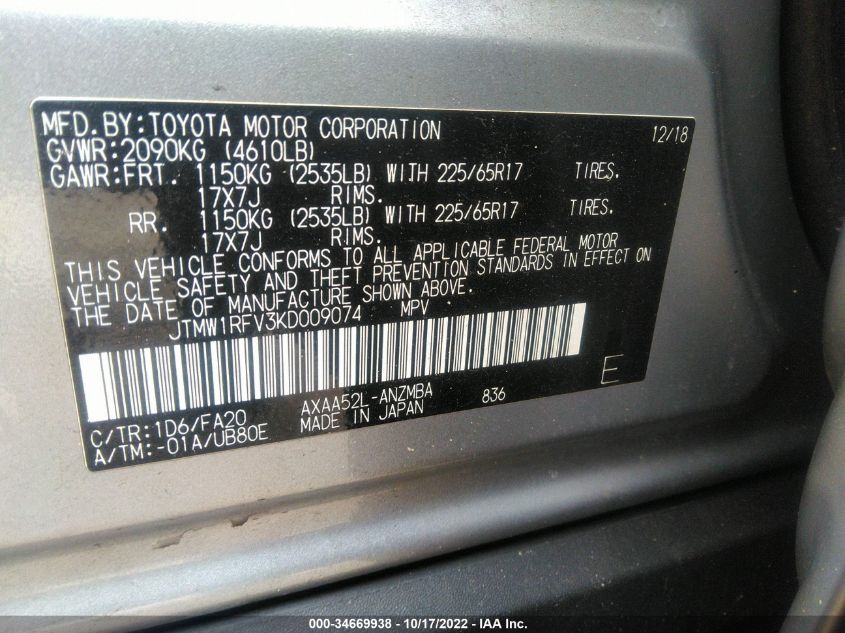 MFD.BY:TOYOTA MOTOR CORPORATION 12/18
GVWR:2090KG (4610LB)
GAWR:FRT. 1150KG (2535LB) WITH 225/65R17 TIRES.
17X7J RIMS.
RR. 1150KG (2535LB) WITH 225/65R17 TIRES.
17X7J RIMS.
THIS VEHICLE CONFORMS TO ALL APPLICABLE FEDERAL MOTOR
VEHICLE SAFETY AND THEFT PREVENTION STANDARDS IN EFFECT ON
THE DATE OF MANUFACTURE SHOWN ABOVE.
JTMW1RFV3KD009074 MPV
E
C/TR:1D6/FA20 AXAA52L-ANZMBA 836
A/TM:-01A/UB80E MADE IN JAPAN
000-34669938 - 10/17/2022 - IAA Inc.